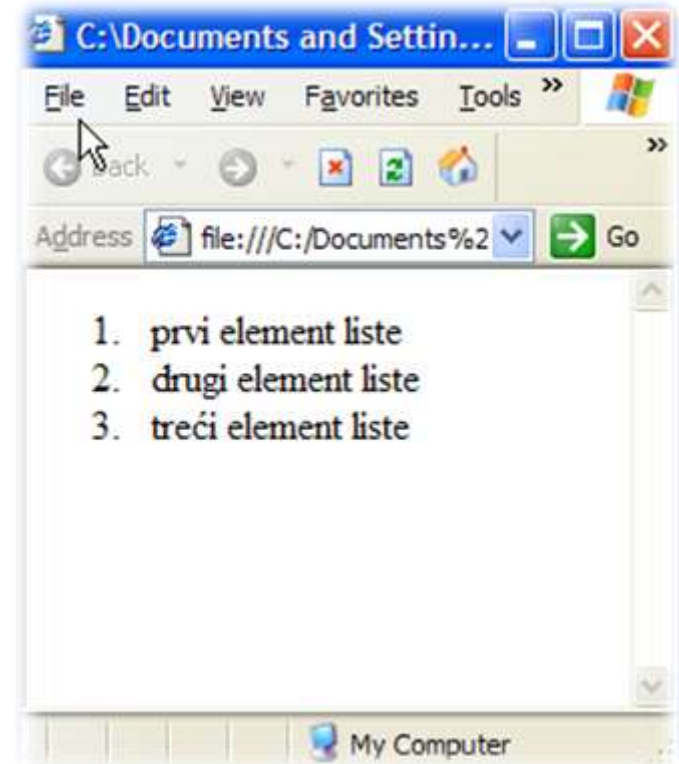 C:\Documents and Settin...
File Edit View Favorites Tools »
Back »
Address file:///C:/Documents%2 Go
1. prvi element liste
2. drugi element liste
3. treći element liste
My Computer